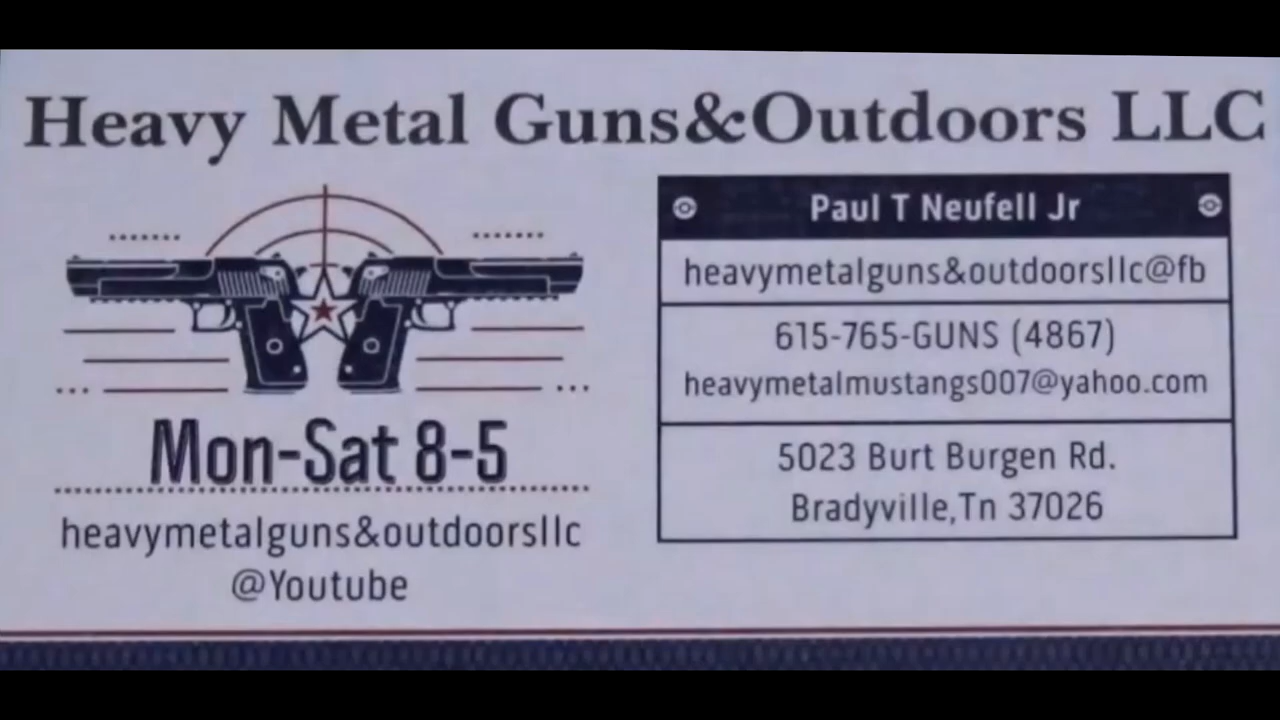 Heavy Metal Guns&Outdoors LLC
Mon-Sat 8-5
heavymetalguns&outdoorsllc
@Youtube
Paul T Neufell Jr
heavymetalguns&outdoorsllc@fb
615-765-GUNS (4867)
heavymetalmustangs007@yahoo.com
5023 Burt Burgen Rd.
Bradyville,Tn 37026